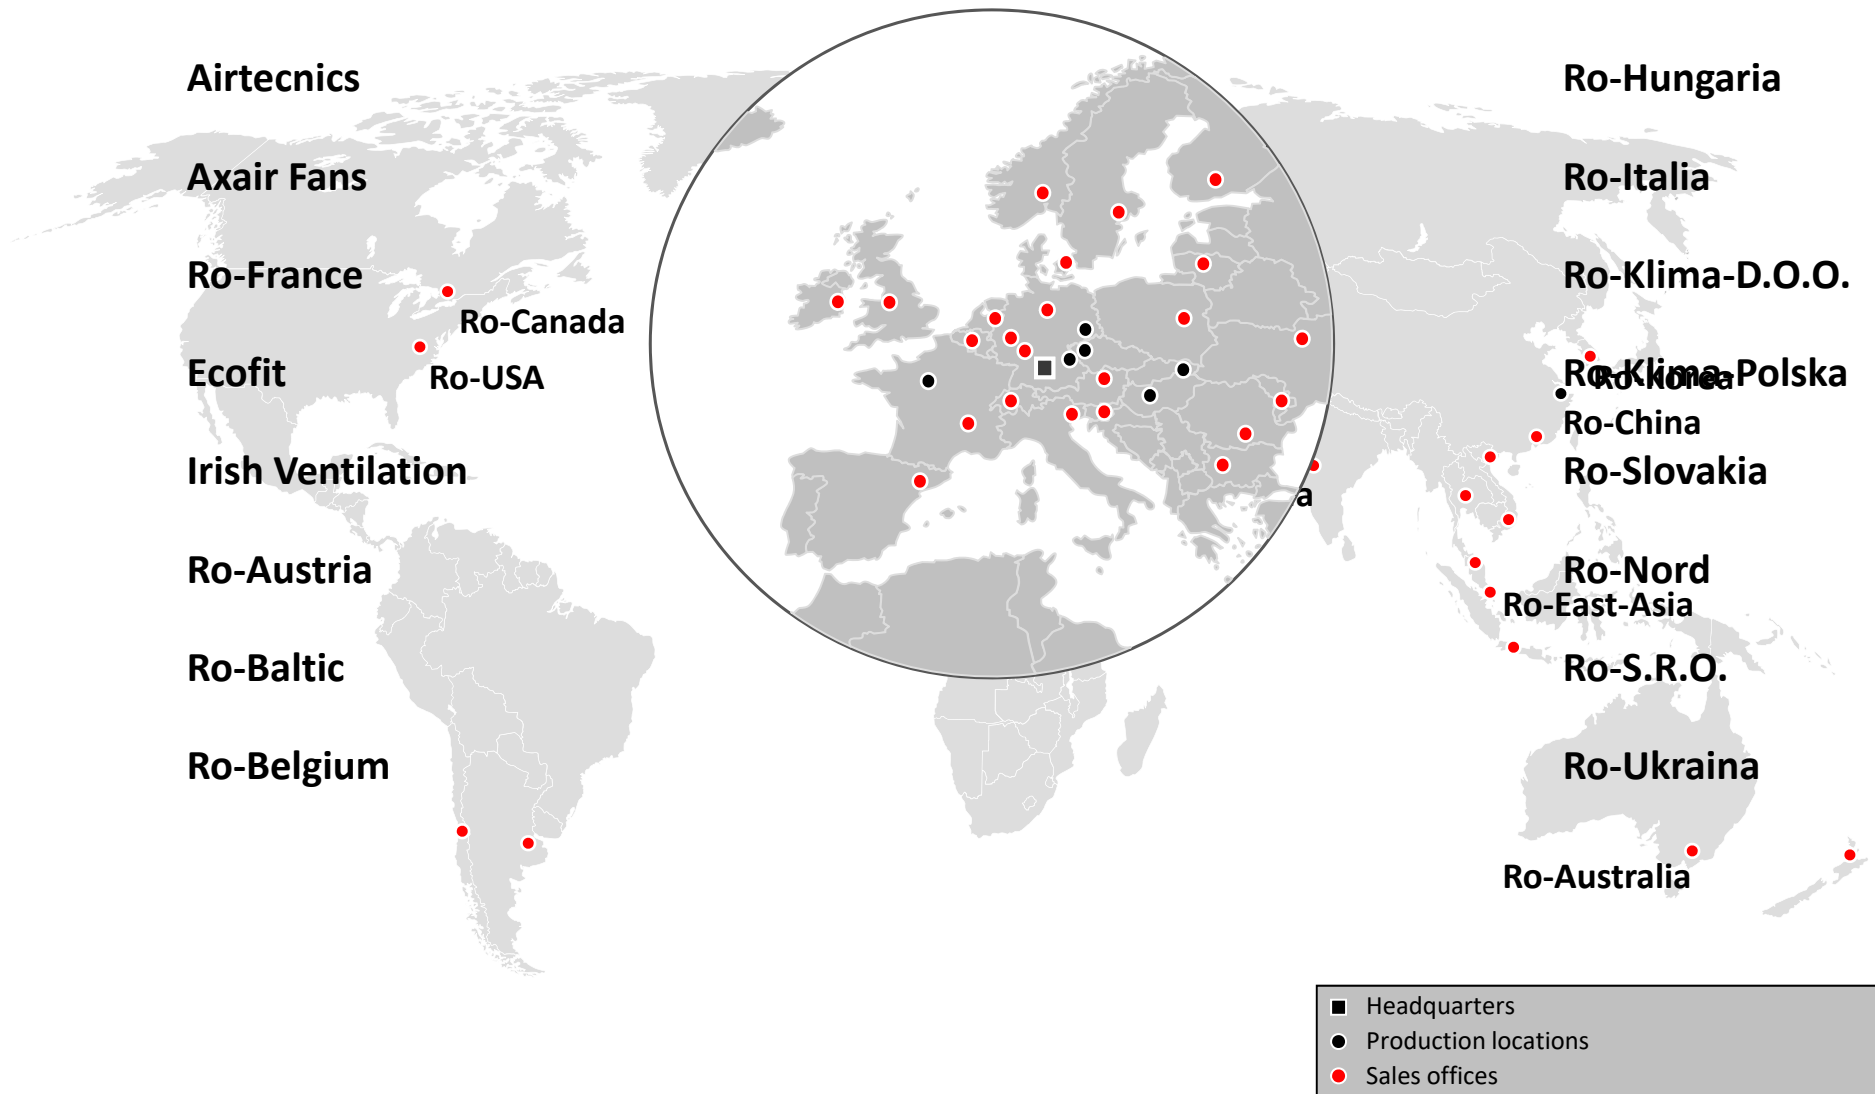 Airtecnics
Axair Fans
Ro-France
Ecofit
Irish Ventilation
Ro-Austria
Ro-Baltic
Ro-Belgium
Ro-Canada
Ro-USA
a
Ro-Hungaria
Ro-Italia
Ro-Klima-D.O.O.
Ro-Klima-Polska
Ro-Korea
Ro-China
Ro-Slovakia
Ro-Nord
Ro-East-Asia
Ro-S.R.O.
Ro-Ukraina
Ro-Australia
Headquarters
Production locations
Sales offices